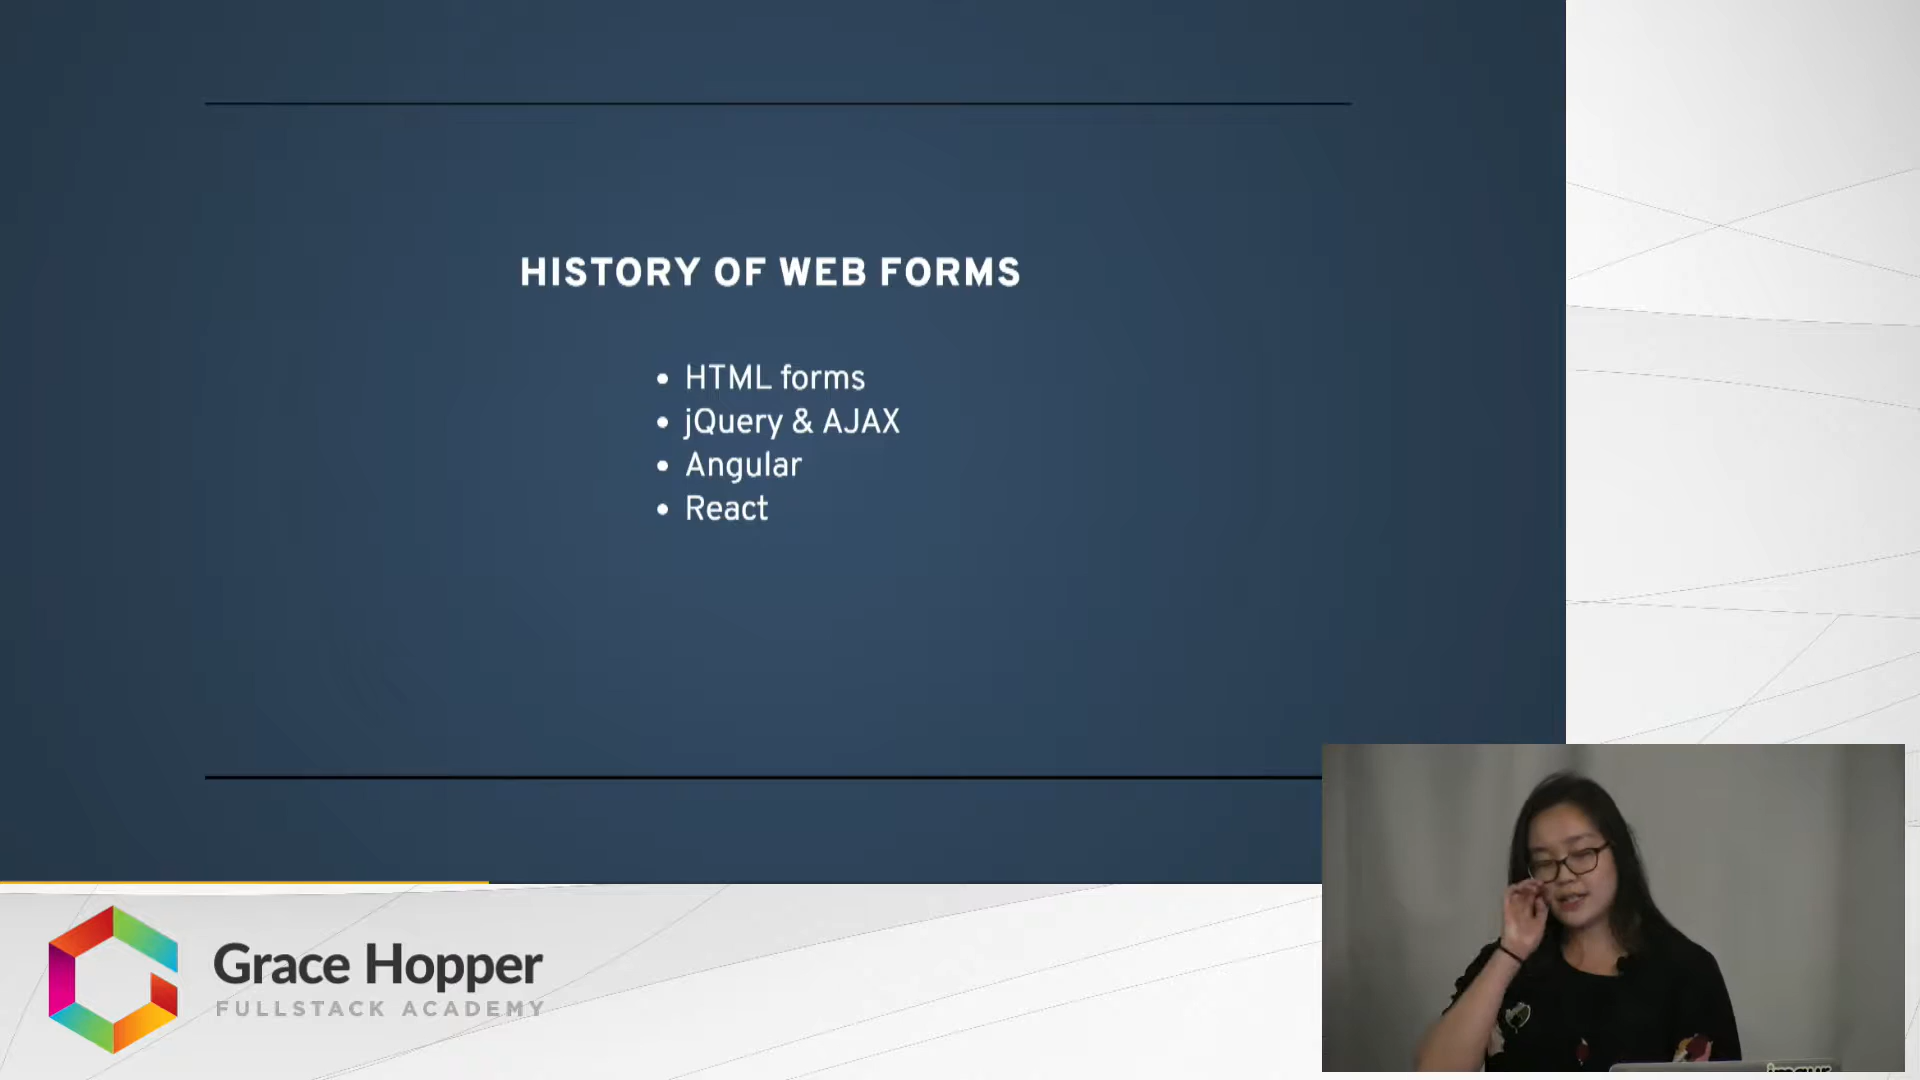 HISTORY OF WEB FORMS
• HTML forms
• jQuery & AJAX
• Angular
• React
Grace Hopper
FULLSTACK ACADEMY